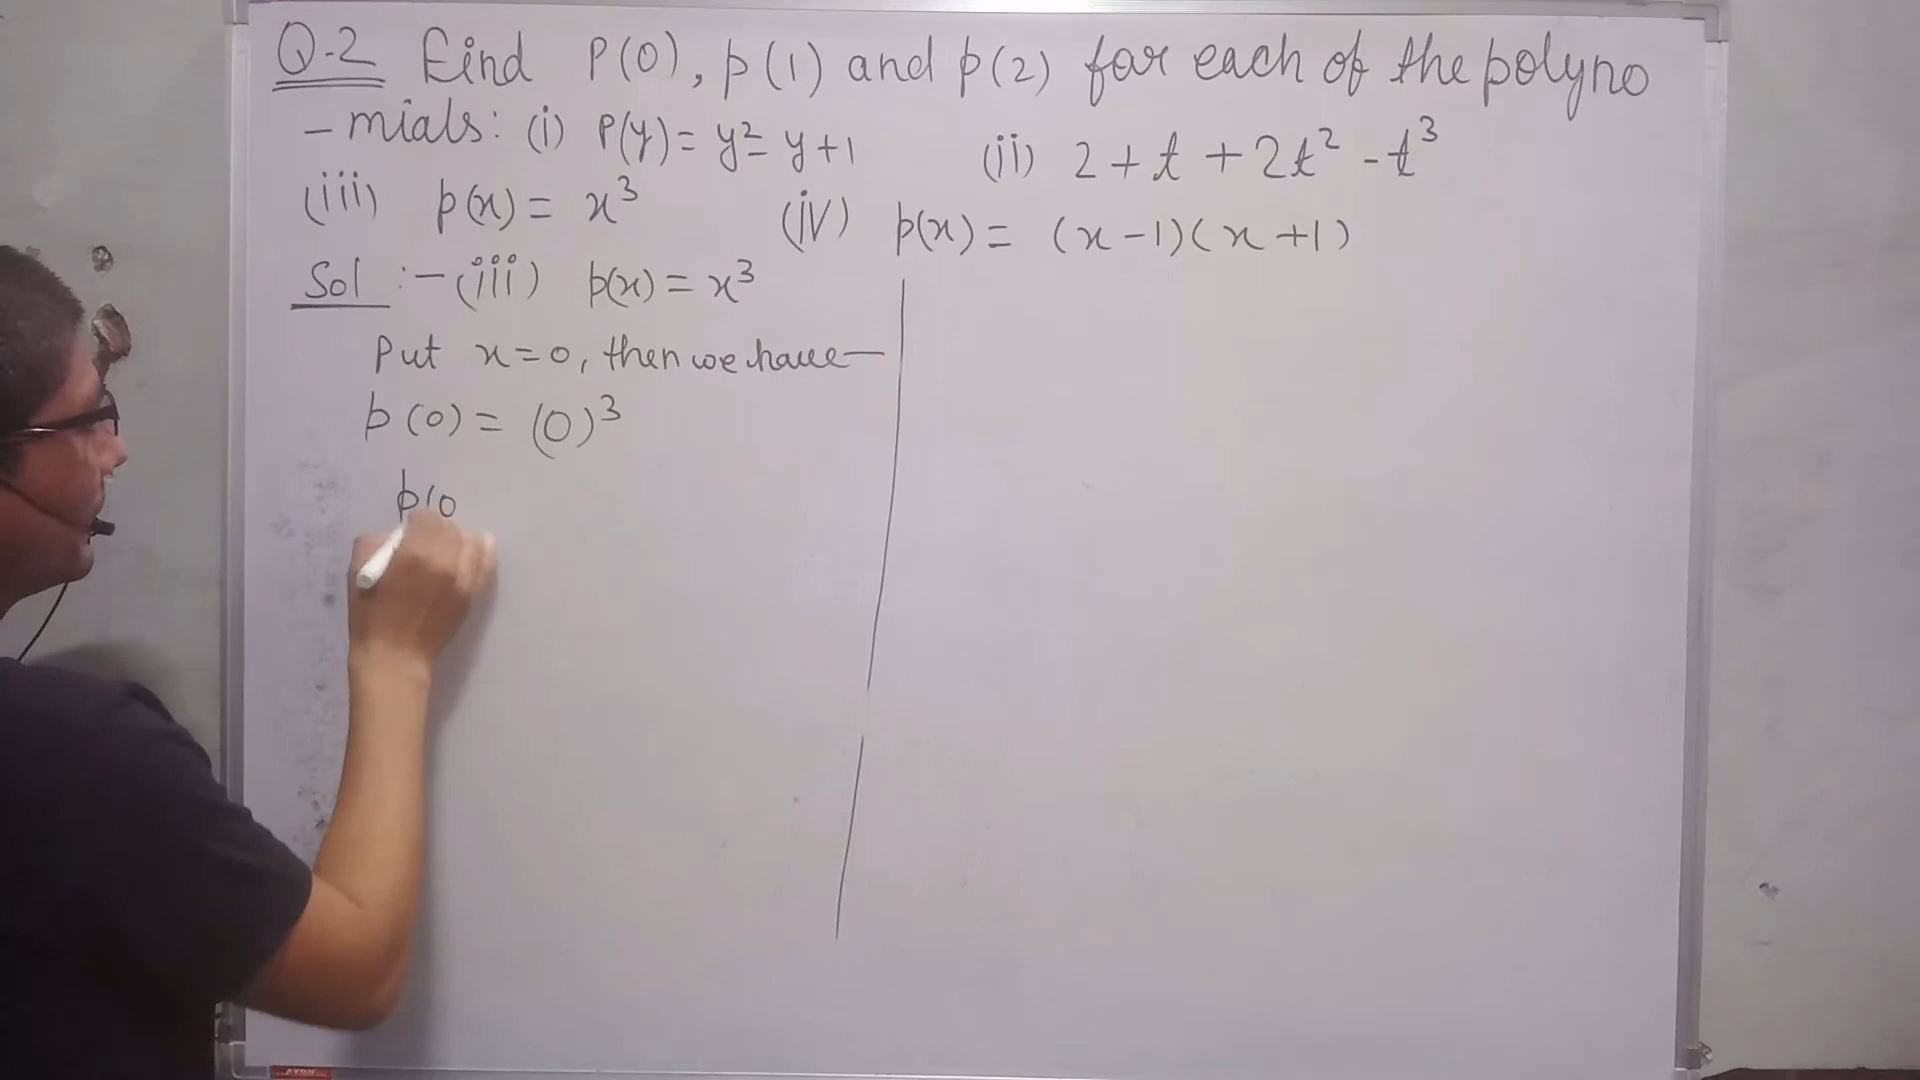 Q.2 Find P(0), p(1) and p(2) for each of the polyno
-mials: (i) P(y)= y²- y+1 (ii) 2+t+2t²-t³
(iii) p(x)= x³ (iv) p(x)= (x-1)(x+1)
Sol :-(iii) p(x)=x³
Put x=0, then we have—
p(0)= (0)³
p(0